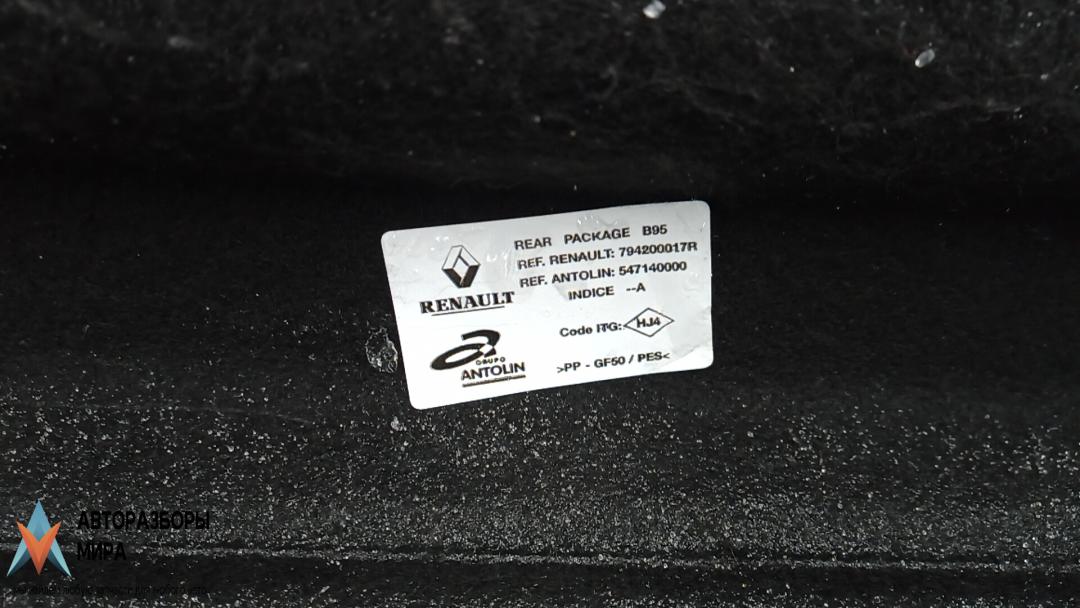 REAR PACKAGE B95
REF. RENAULT: 794200017R
REF. ANTOLIN: 547140000
INDICE --A
RENAULT
Code ITG: HJ4
GRUPO
ANTOLIN
>PP - GF50 / PES<
АВТОРАЗБОРЫ
МИРА